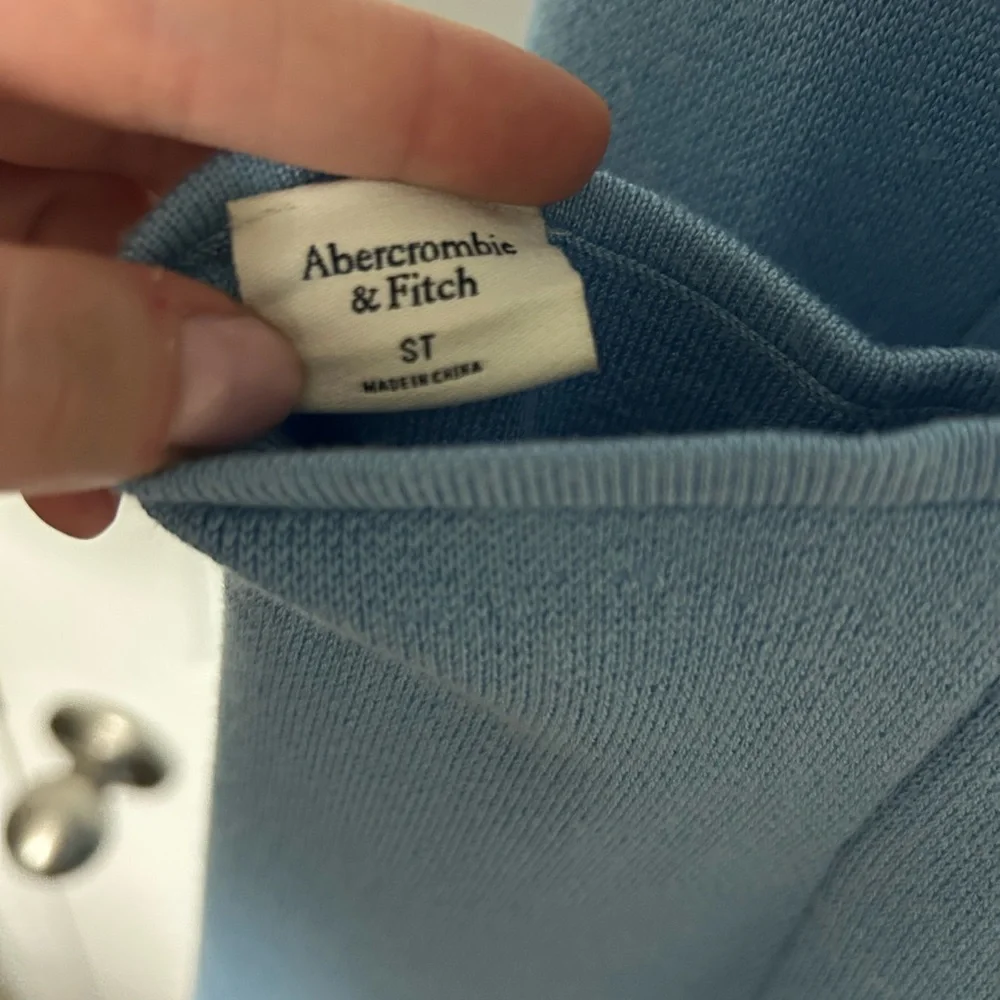 Abercrombie
& Fitch
ST
MADE IN CHINA